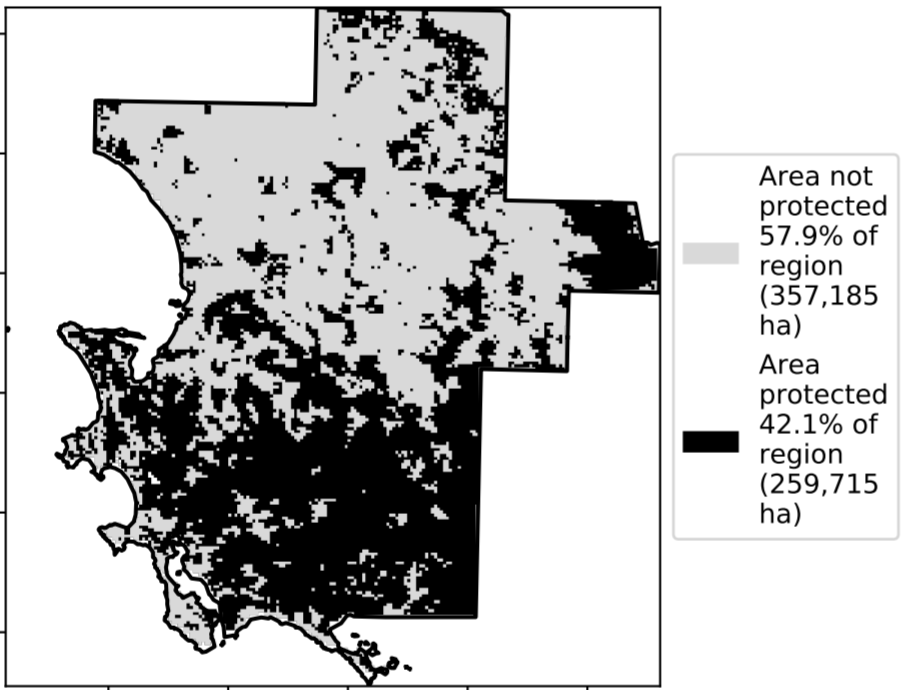 Area not
protected
57.9% of
region
(357,185
ha)
Area
protected
42.1% of
region
(259,715
ha)